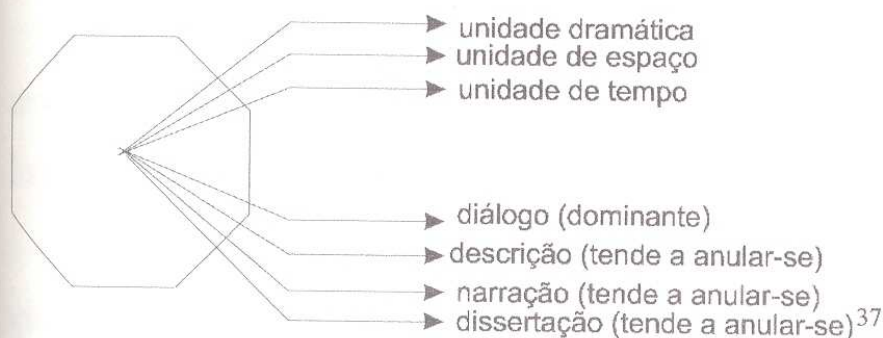 unidade dramática
unidade de espaço
unidade de tempo
diálogo (dominante)
descrição (tende a anular-se)
narração (tende a anular-se)
dissertação (tende a anular-se)37